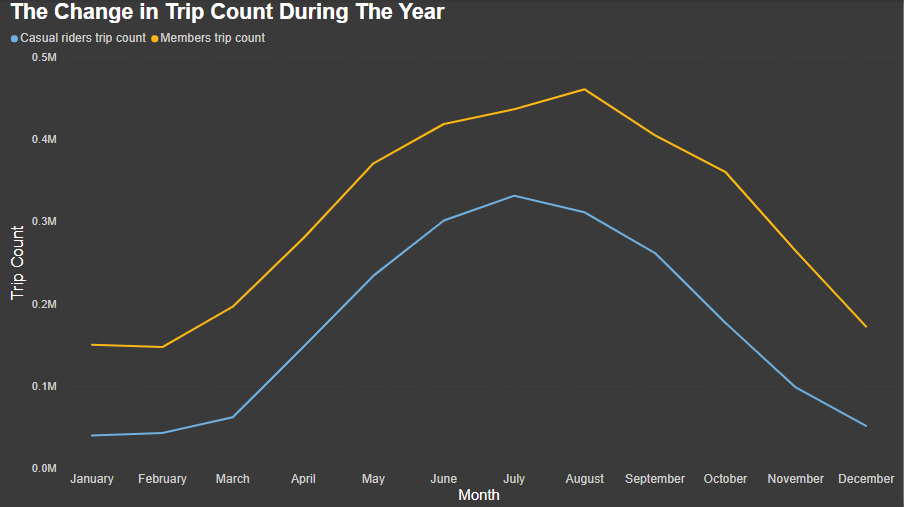 The Change in Trip Count During The Year
Casual riders trip count Members trip count
0.5M
0.4M
0.3M
0.2M
0.1M
0.0M
Trip Count
January February March April May June July August September October November December
Month